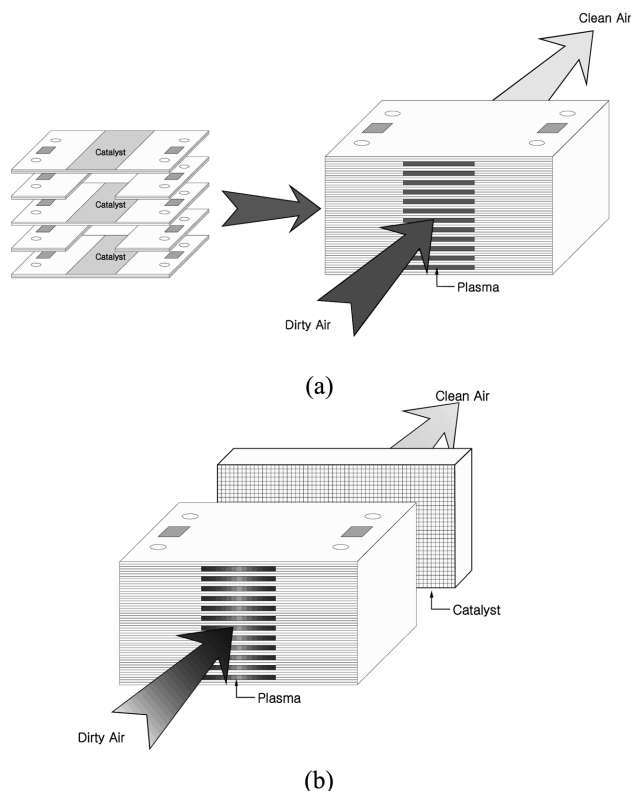 Clean Air
Catalyst
Catalyst
Catalyst
Plasma
Dirty Air
(a)
Clean Air
Catalyst
Plasma
Dirty Air
(b)